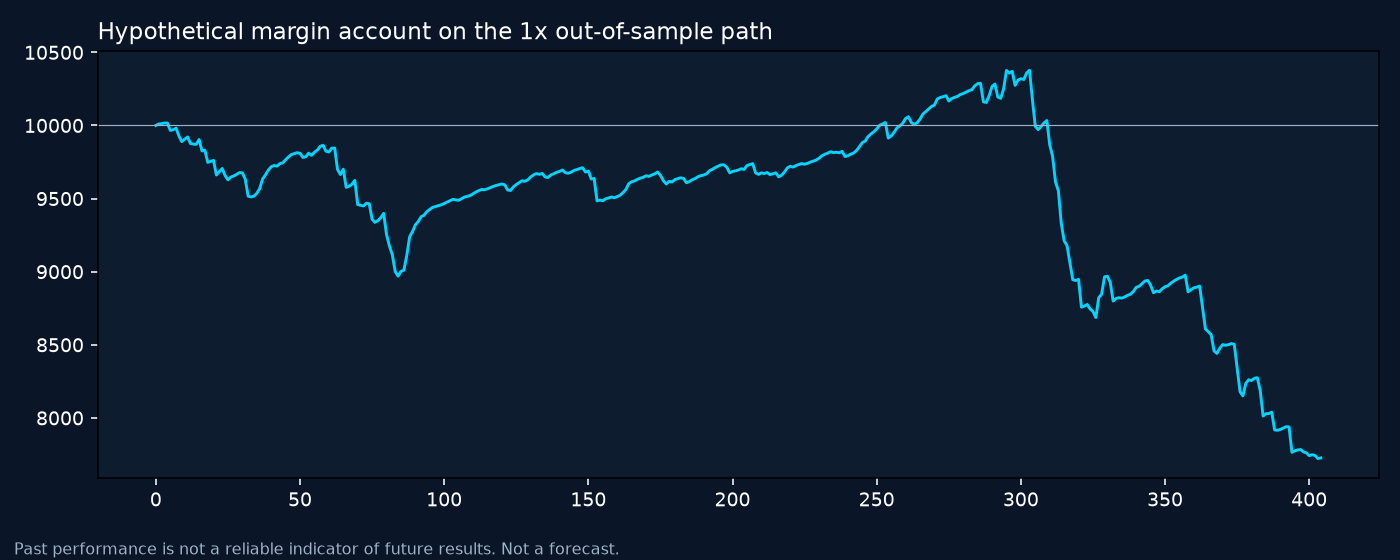 Hypothetical margin account on the 1x out-of-sample path
10500
10000
9500
9000
8500
8000
0 50 100 150 200 250 300 350 400
Past performance is not a reliable indicator of future results. Not a forecast.